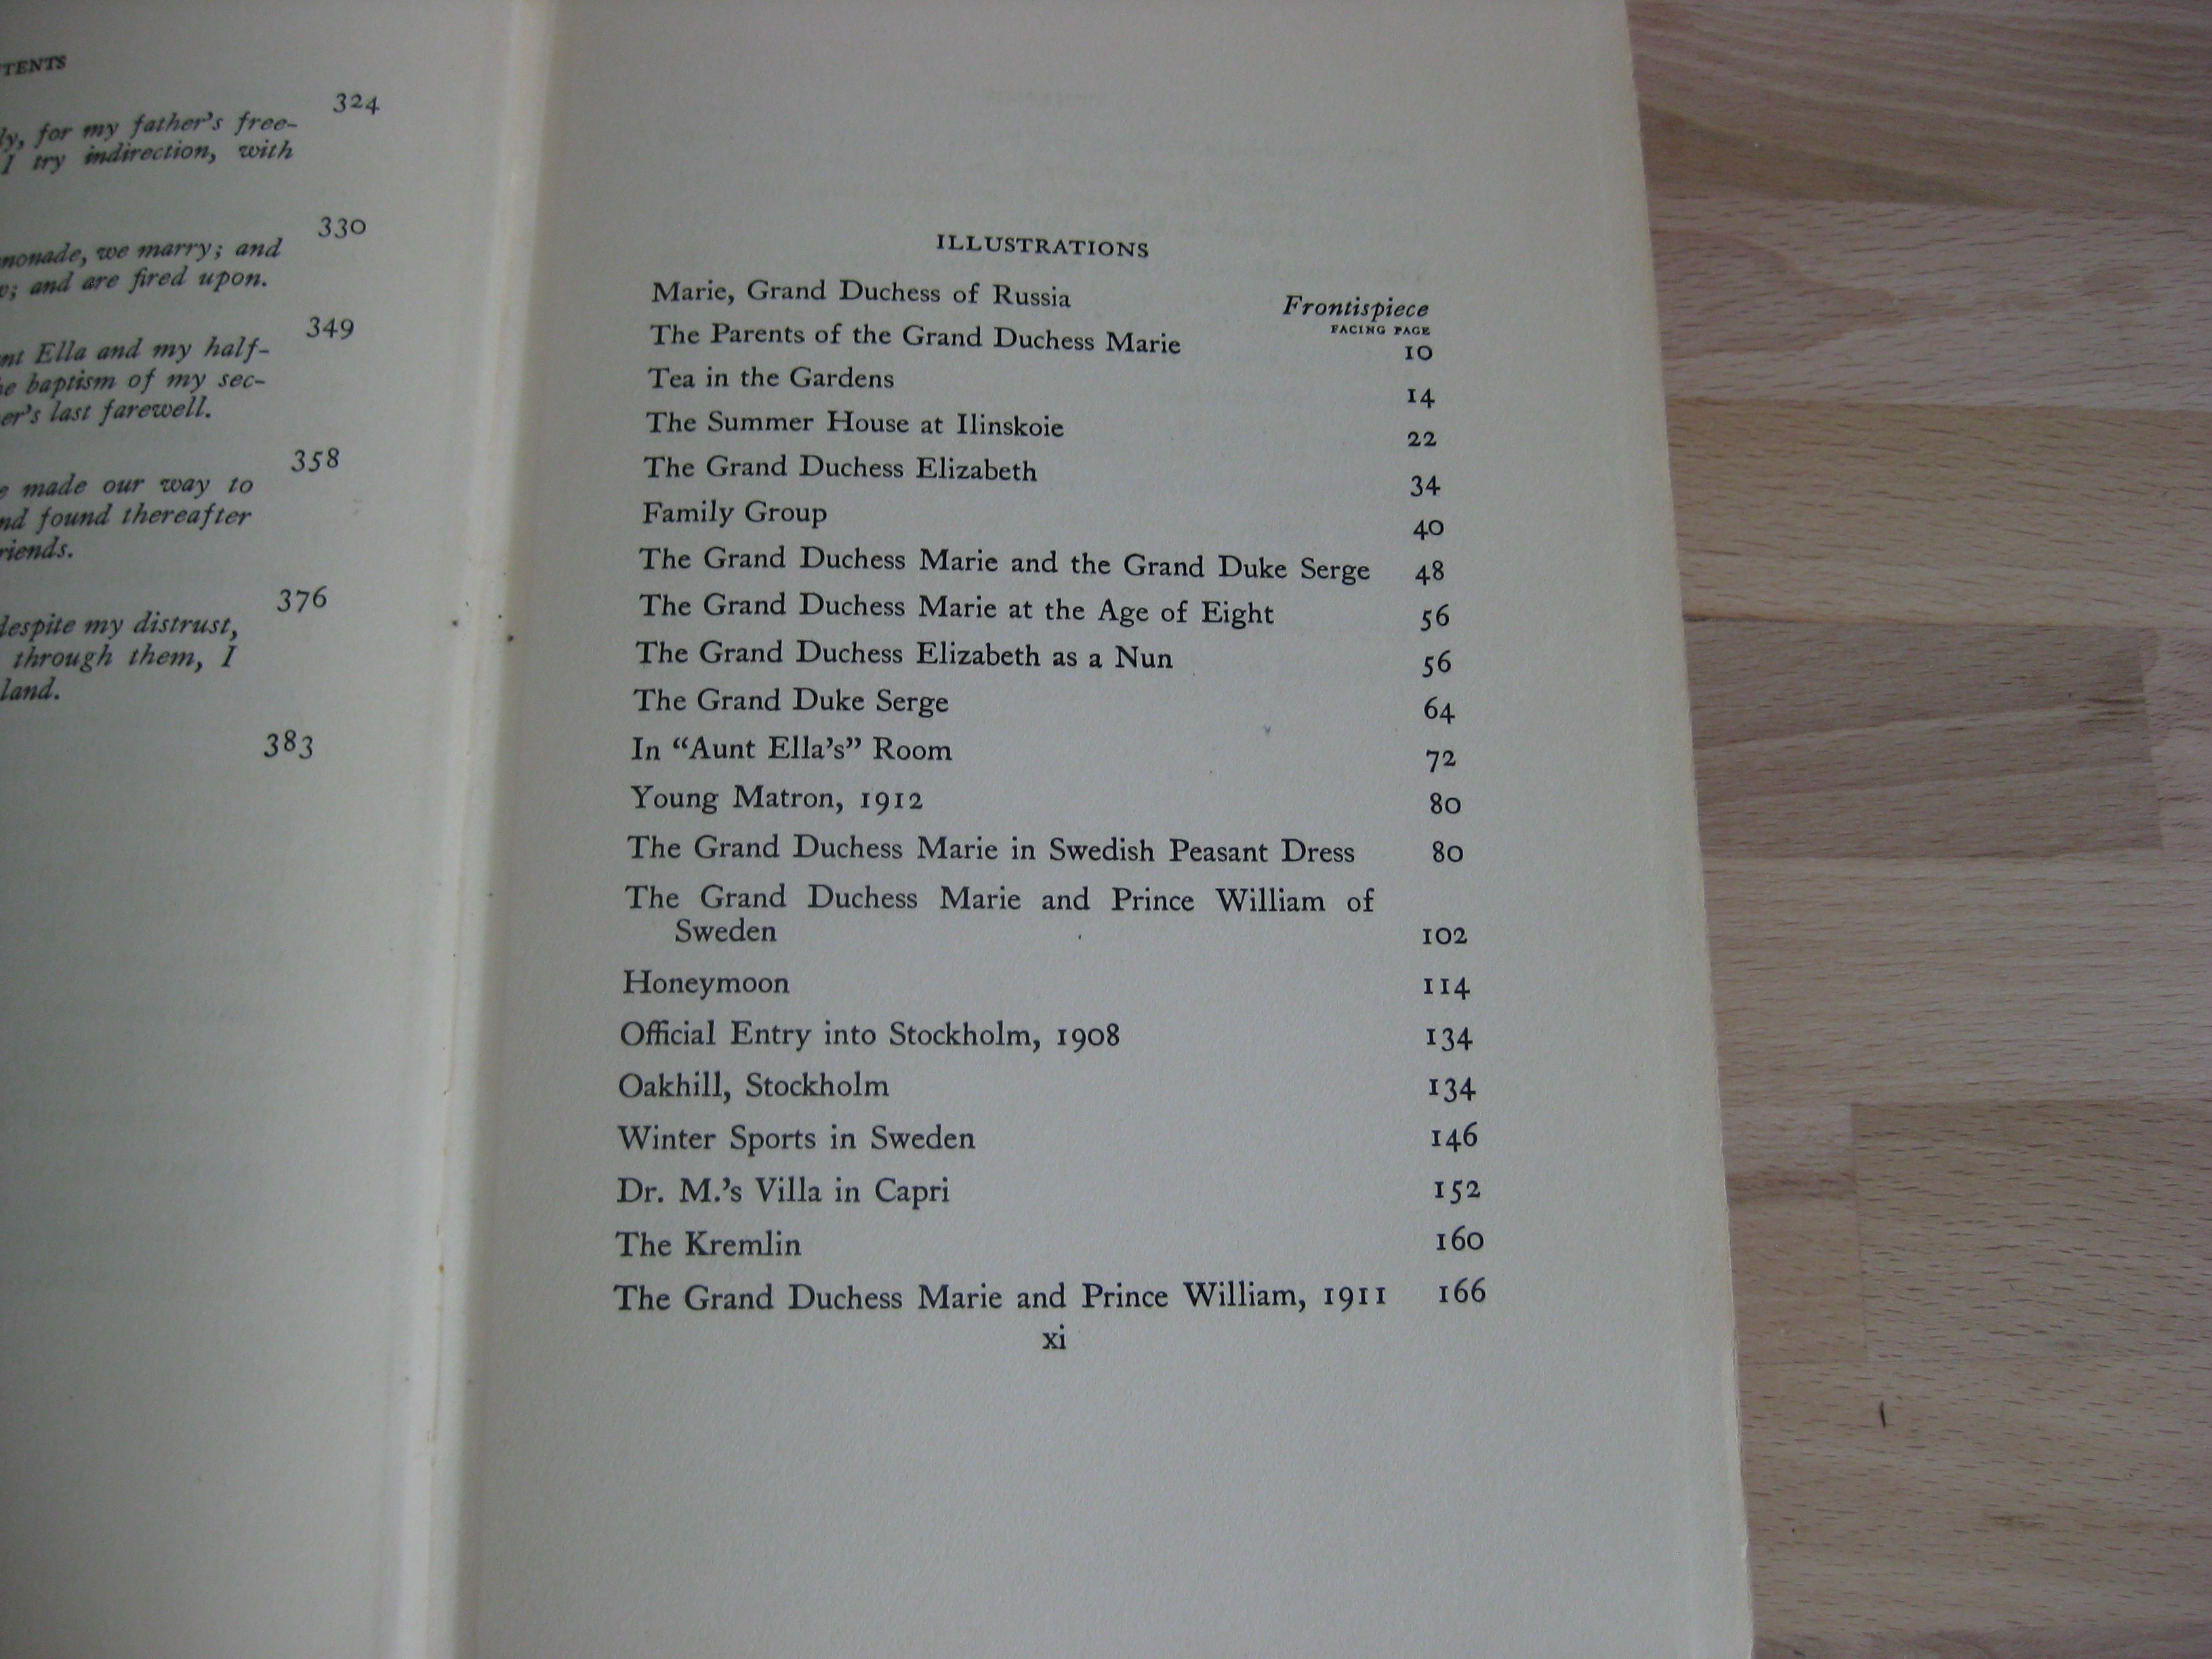 TENTS
324
for my father's free-
I try indirection, with
330
we marry; and
and are fired upon.
349
Ella and my half-
baptism of my sec-
last farewell.
358
made our way to
found thereafter
376
despite my distrust,
through them, I
land.
383
ILLUSTRATIONS
Marie, Grand Duchess of Russia Frontispiece
FACING PAGE
The Parents of the Grand Duchess Marie 10
Tea in the Gardens 14
The Summer House at Ilinskoie 22
The Grand Duchess Elizabeth 34
Family Group 40
The Grand Duchess Marie and the Grand Duke Serge 48
The Grand Duchess Marie at the Age of Eight 56
The Grand Duchess Elizabeth as a Nun 56
The Grand Duke Serge 64
In “Aunt Ella’s” Room 72
Young Matron, 1912 80
The Grand Duchess Marie in Swedish Peasant Dress 80
The Grand Duchess Marie and Prince William of
Sweden 102
Honeymoon 114
Official Entry into Stockholm, 1908 134
Oakhill, Stockholm 134
Winter Sports in Sweden 146
Dr. M.’s Villa in Capri 152
The Kremlin 160
The Grand Duchess Marie and Prince William, 1911 166
xi